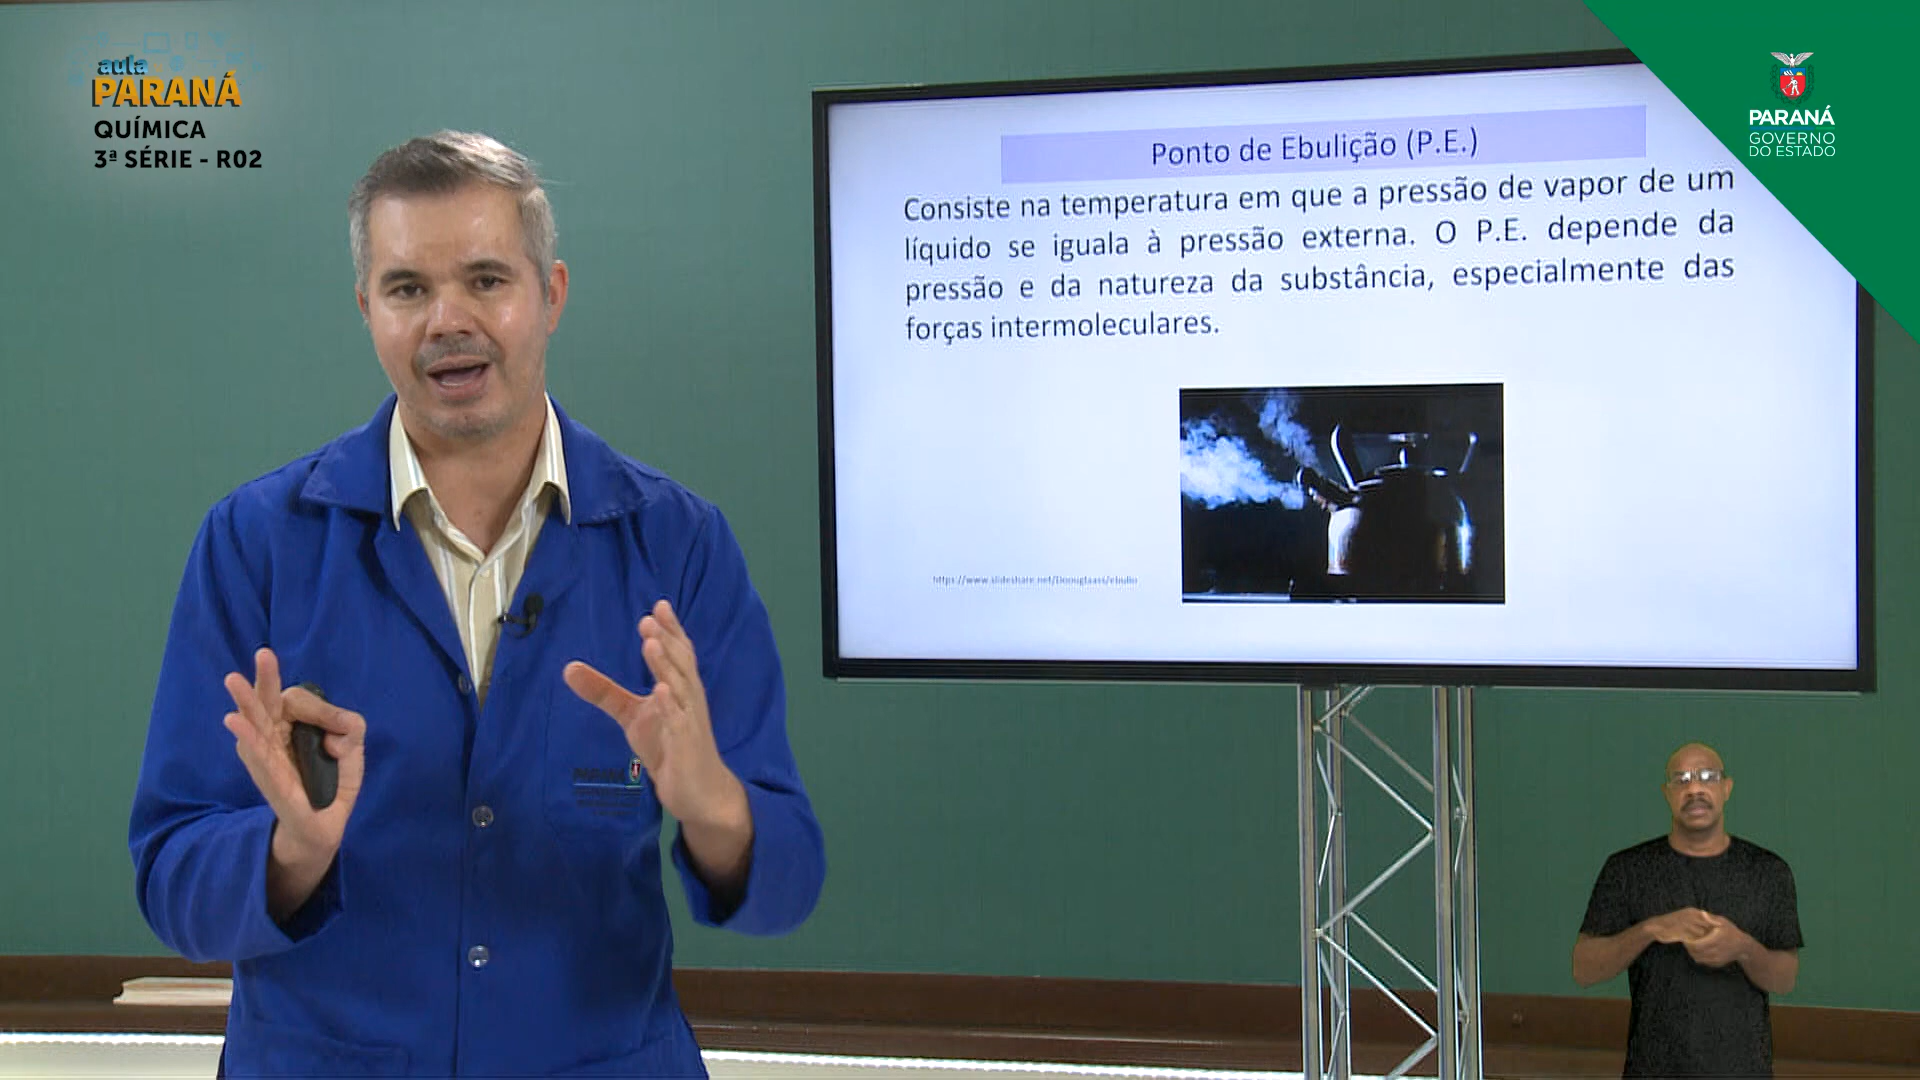 aula
PARANÁ
QUÍMICA
3ª SÉRIE - R02
Ponto de Ebulição (P.E.)
Consiste na temperatura em que a pressão de vapor de um
líquido se iguala à pressão externa. O P.E. depende da
pressão e da natureza da substância, especialmente das
forças intermoleculares.
PARANÁ
GOVERNO
DO ESTADO
PARANÁ